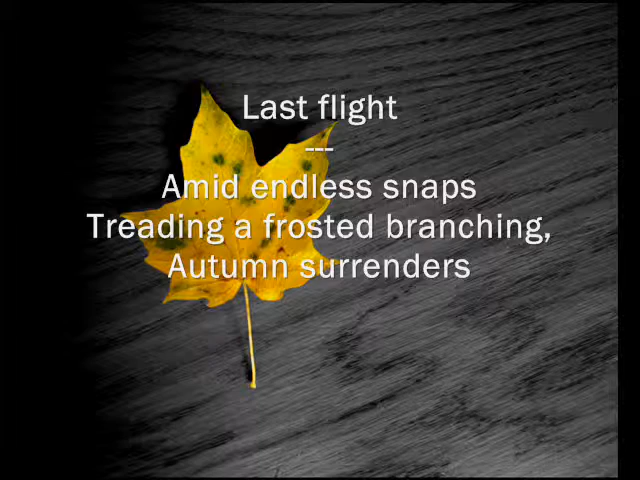 Last flight
---
Amid endless snaps
Treading a frosted branching,
Autumn surrenders